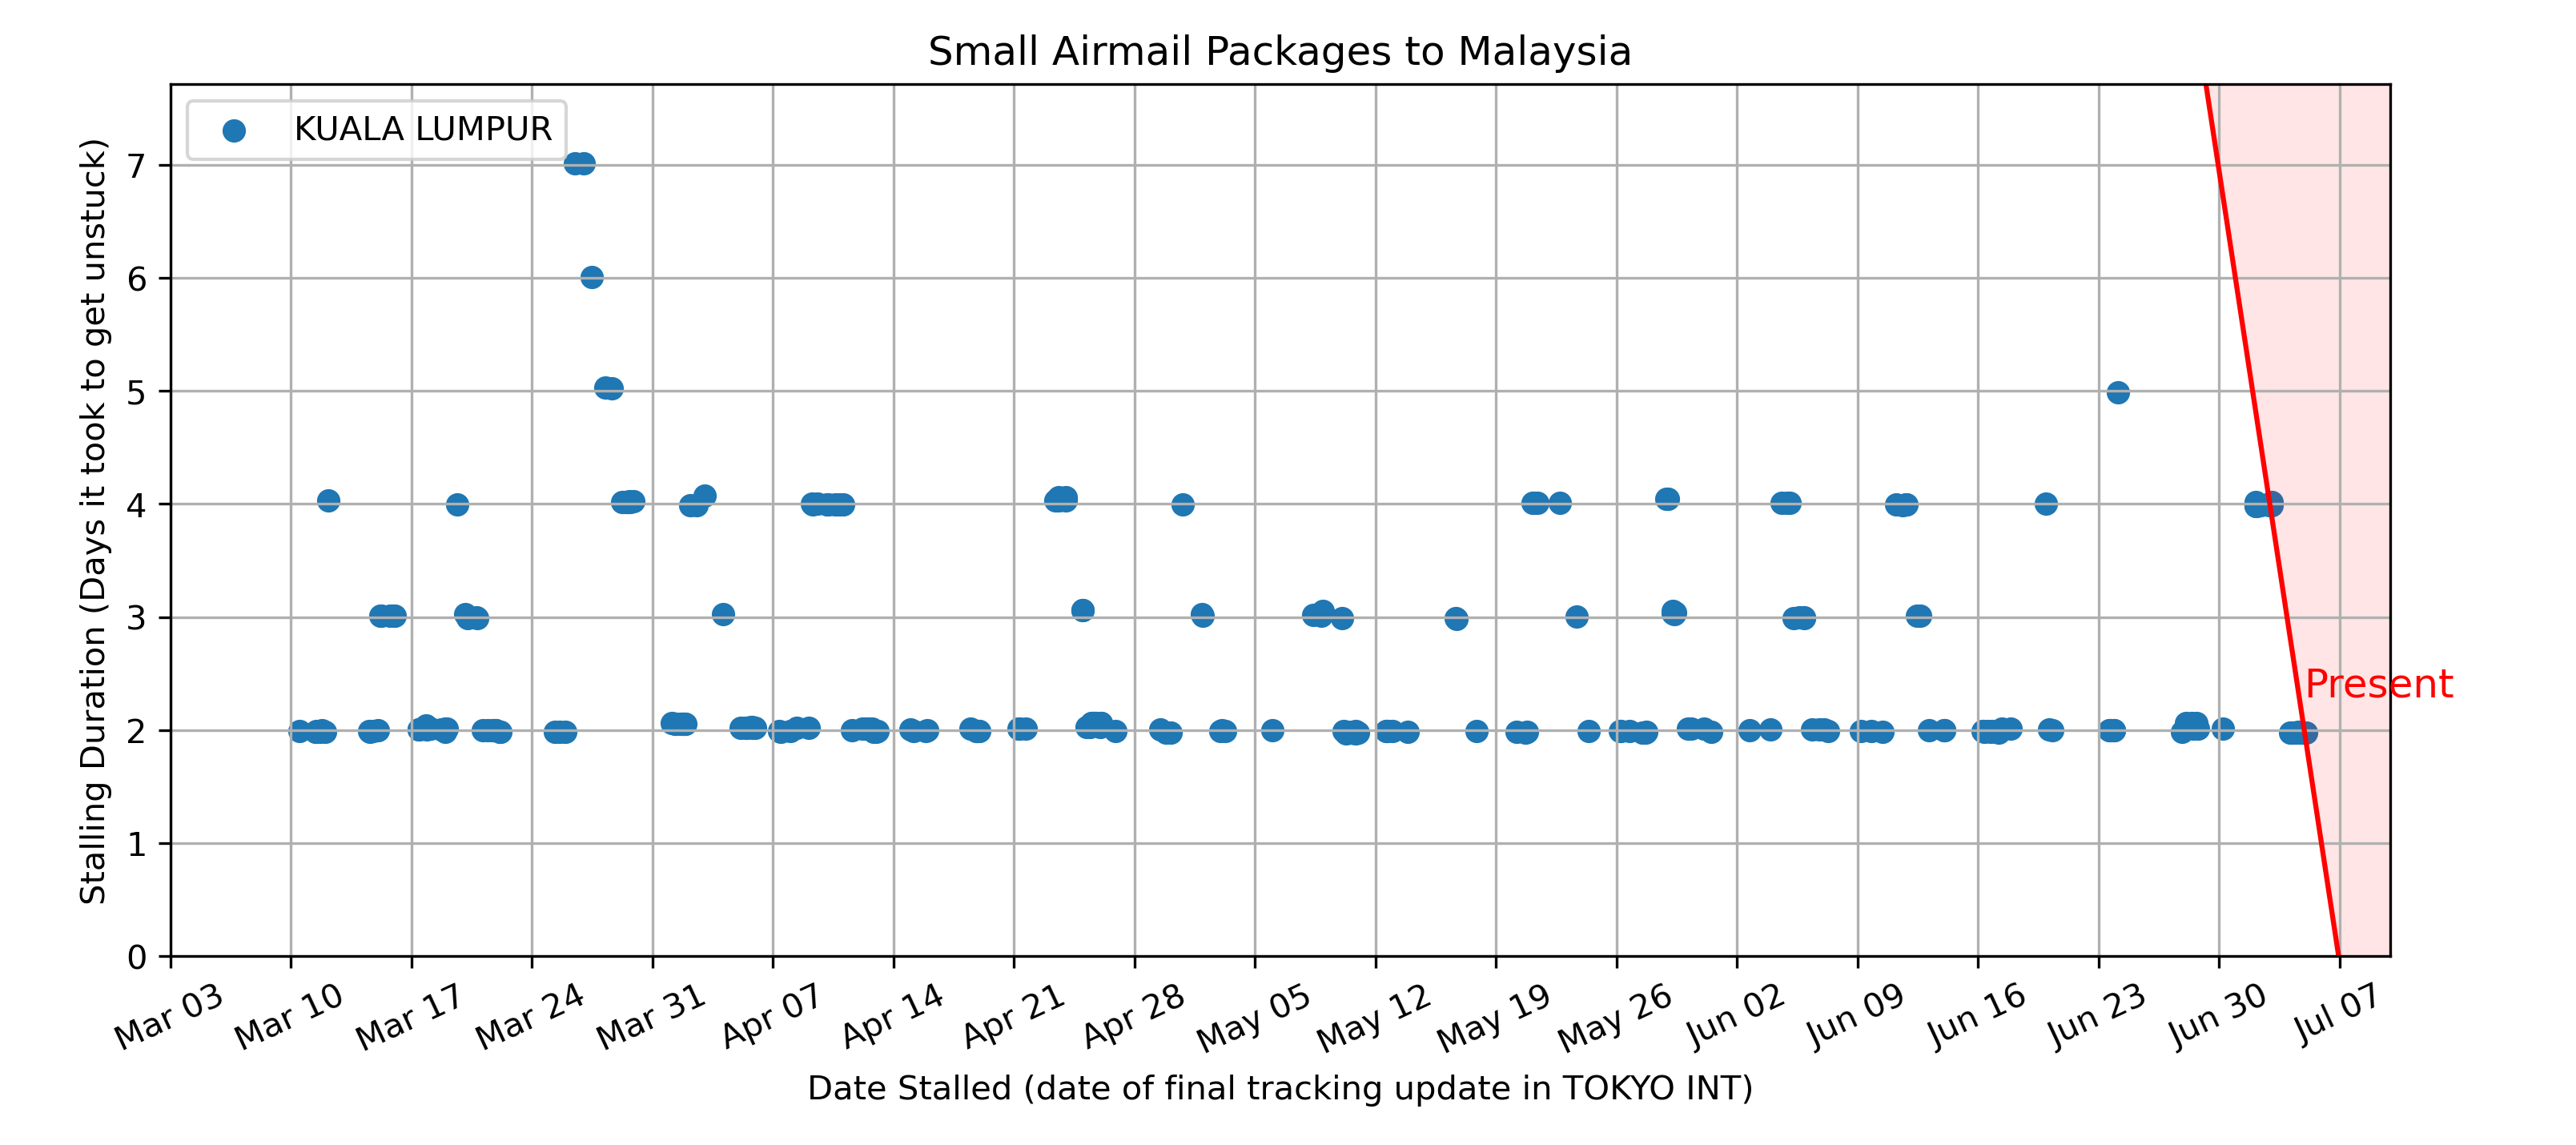 Small Airmail Packages to Malaysia
KUALA LUMPUR
Stalling Duration (Days it took to get unstuck)
7
6
5
4
3
2
1
0
Present
Mar 03
Mar 10
Mar 17
Mar 24
Mar 31
Apr 07
Apr 14
Apr 21
Apr 28
May 05
May 12
May 19
May 26
Jun 02
Jun 09
Jun 16
Jun 23
Jun 30
Jul 07
Date Stalled (date of final tracking update in TOKYO INT)